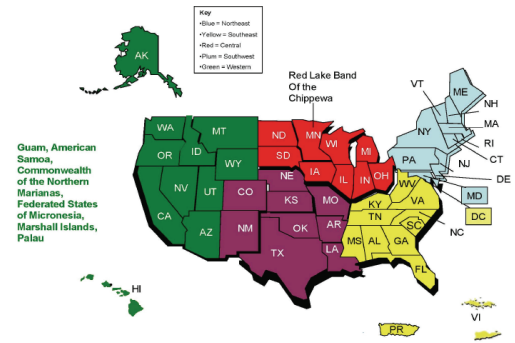 Key
•Blue = Northeast
•Yellow = Southeast
•Red = Central
•Plum = Southwest
•Green = Western
AK
Red Lake Band
Of the
Chippewa
VT
ME
NH
MA
RI
CT
NJ
DE
MD
DC
NY
PA
WA
MT
ND
MN
WI
MI
OR
ID
SD
WY
IA
IL
IN
OH
NV
UT
CO
NE
KS
MO
WV
VA
KY
CA
AZ
NM
OK
AR
TN
SC
NC
TX
LA
MS
AL
GA
FL
Guam, American
Samoa,
Commonwealth
of the Northern
Marianas,
Federated States
of Micronesia,
Marshall Islands,
Palau
HI
PR
VI